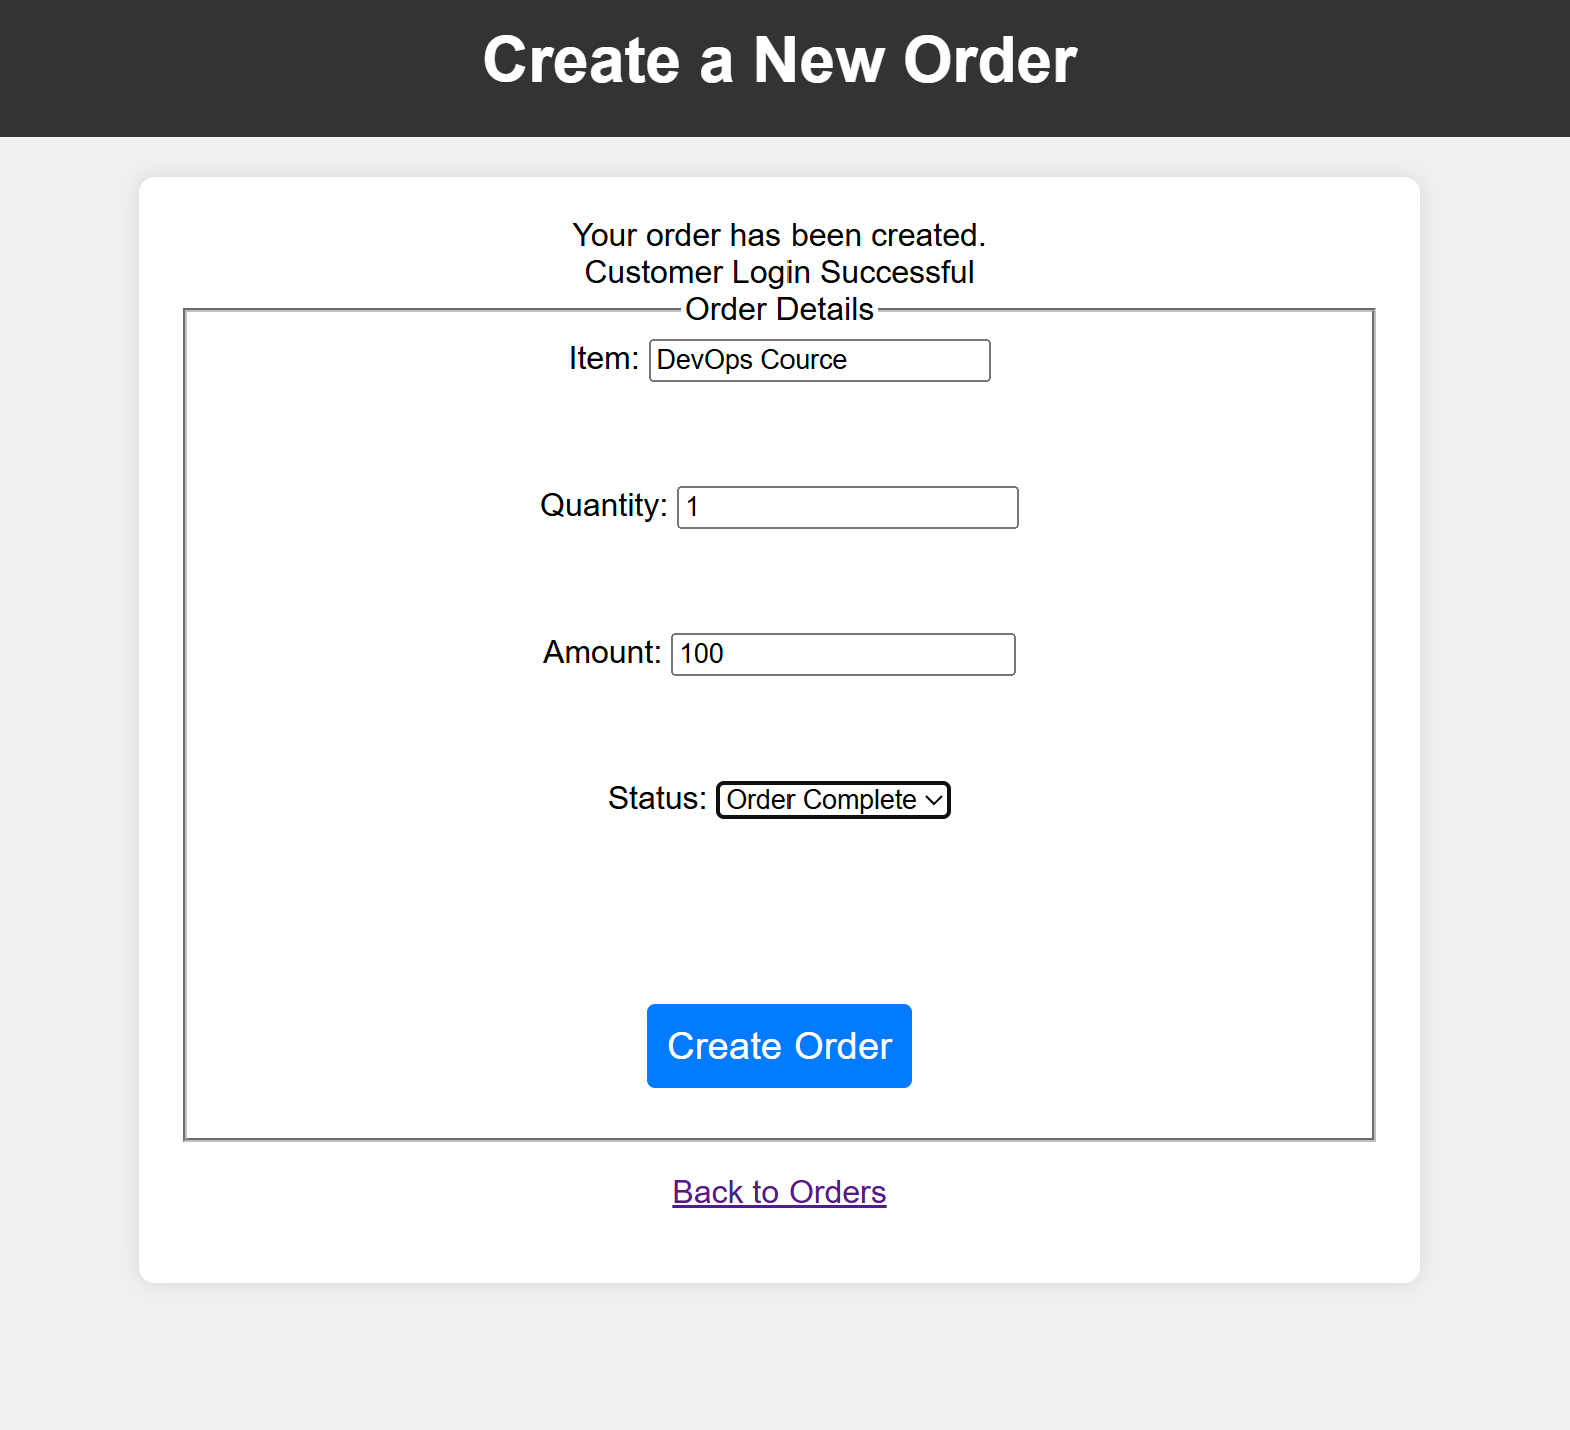 Create a New Order
Your order has been created.
Customer Login Successful
Order Details
Item: DevOps Cource
Quantity: 1
Amount: 100
Status: Order Complete
Create Order
Back to Orders